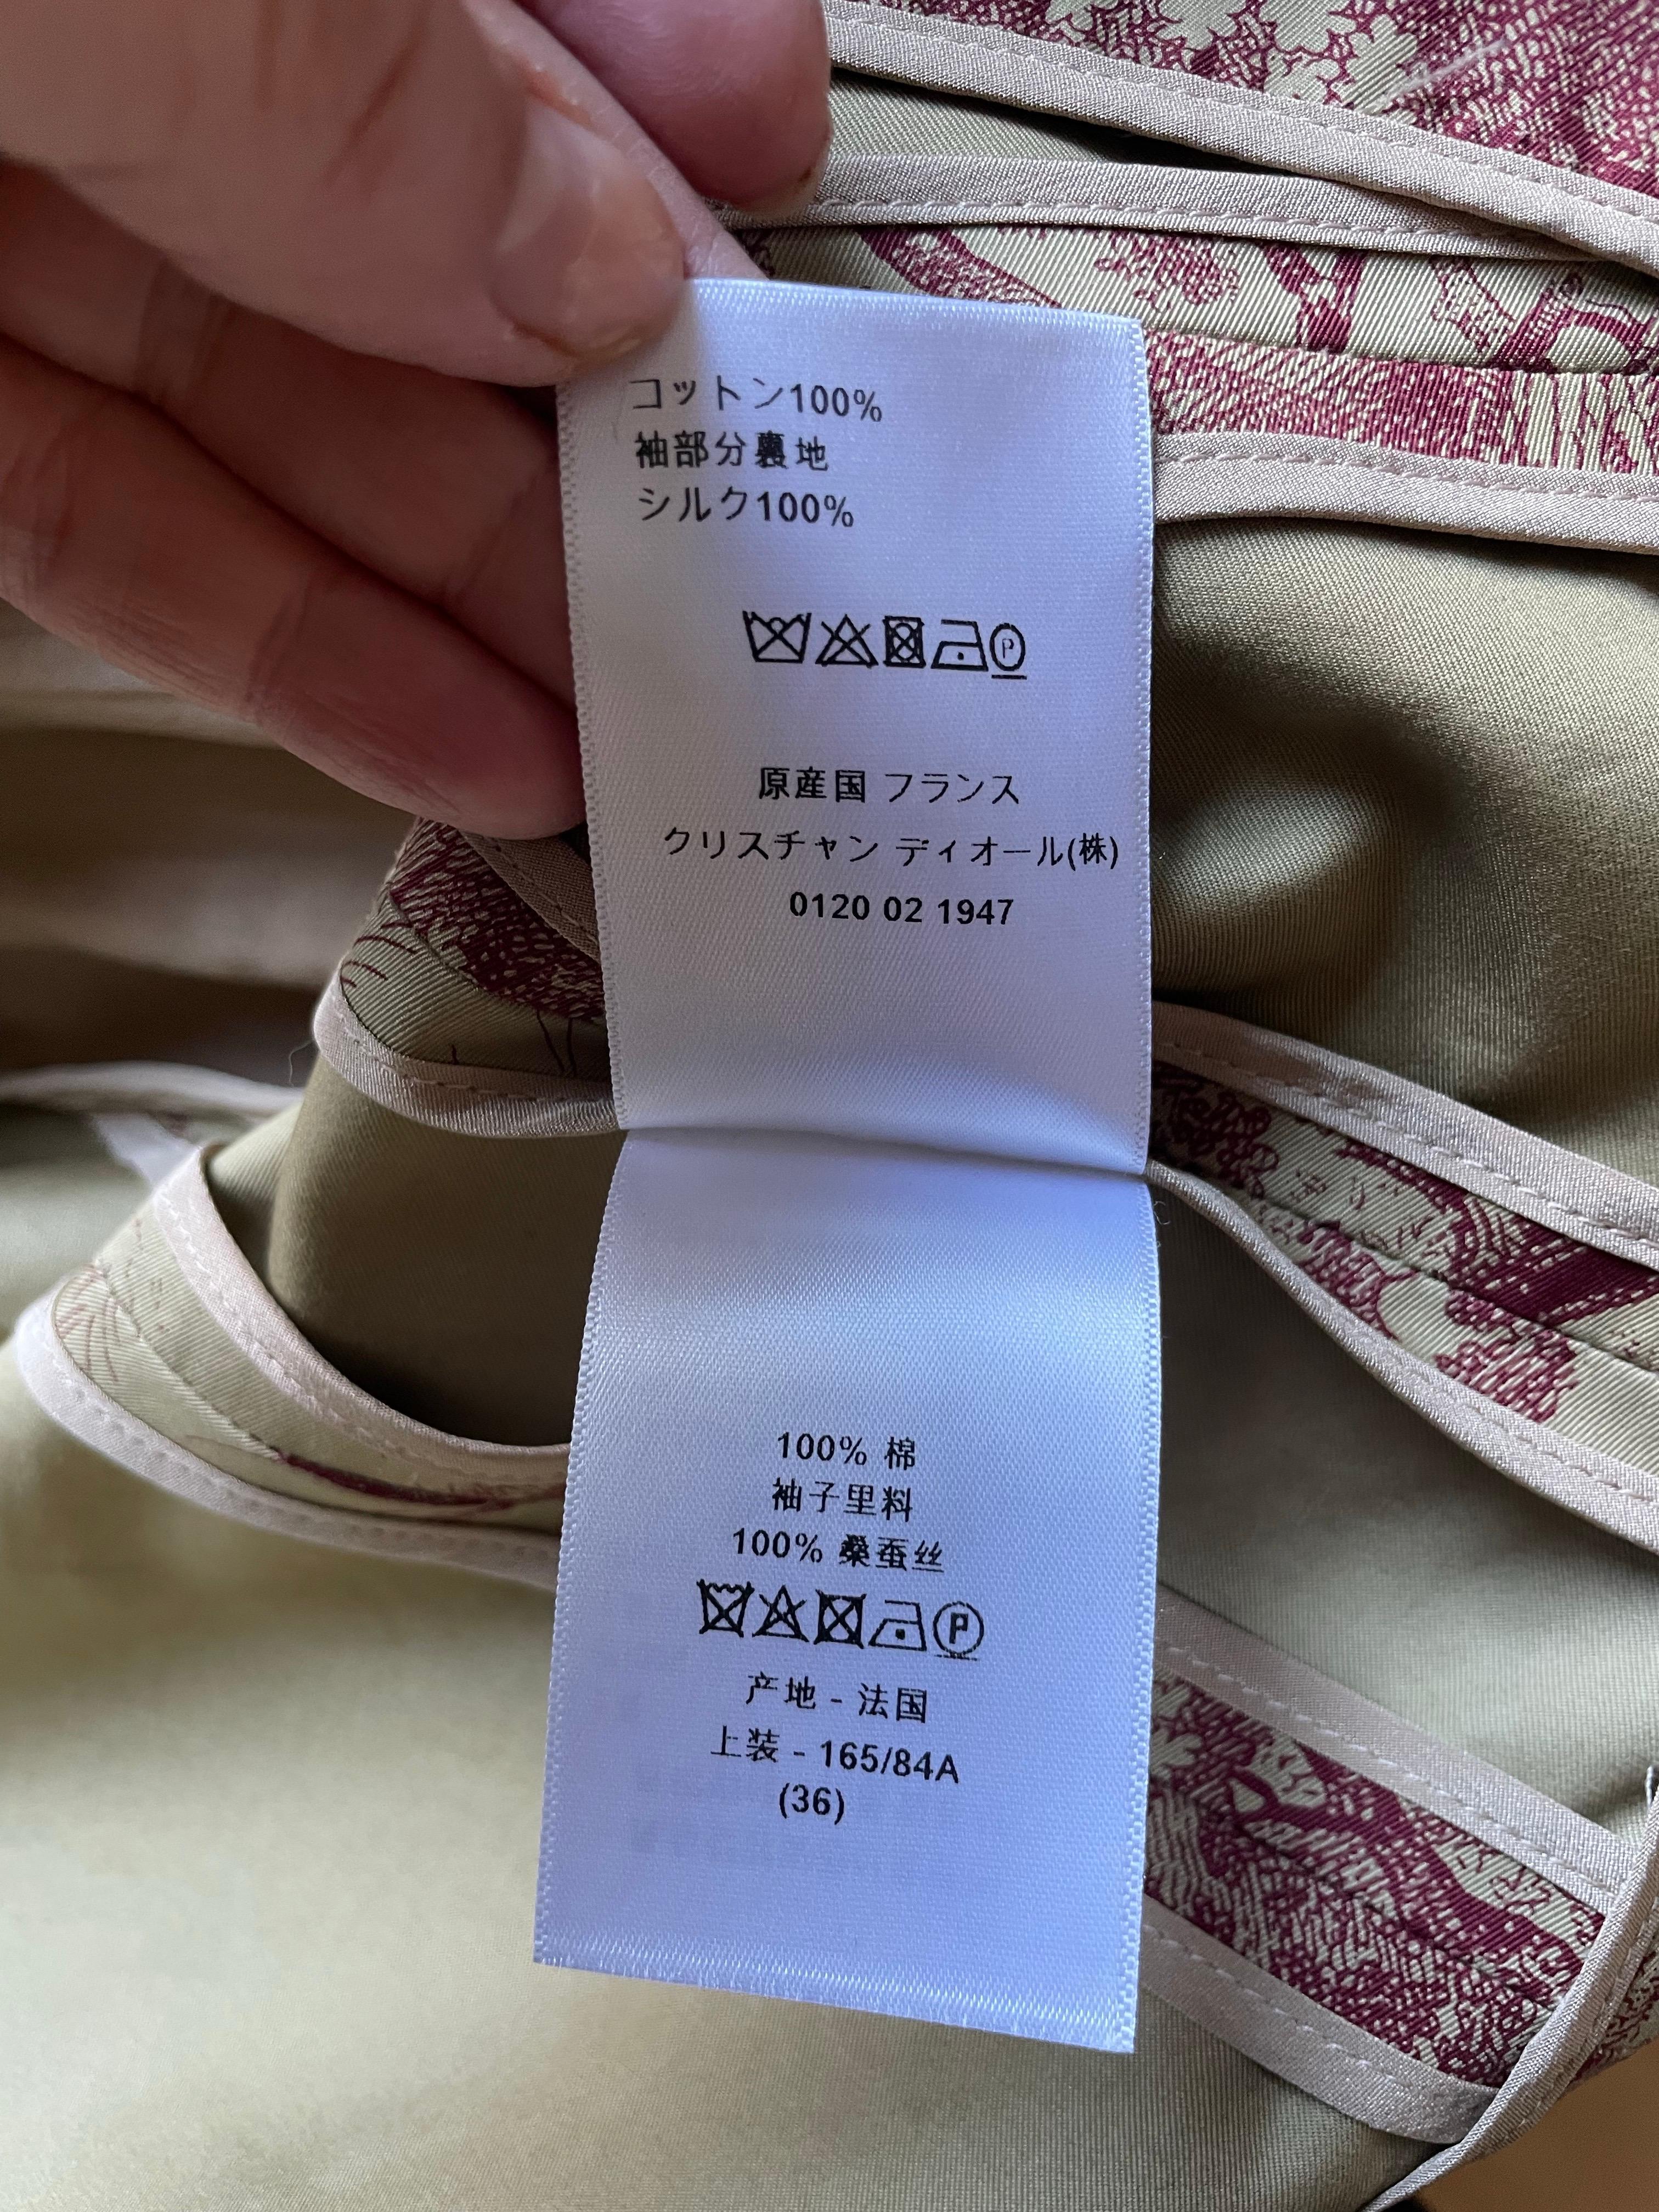 コットン100%
袖部分裏地
シルク100%
P
原産国 フランス
クリスチャン ディオール(株)
0120 02 1947
100% 棉
袖子里料
100% 桑蚕丝
P
产地 - 法国
上装 - 165/84A
(36)